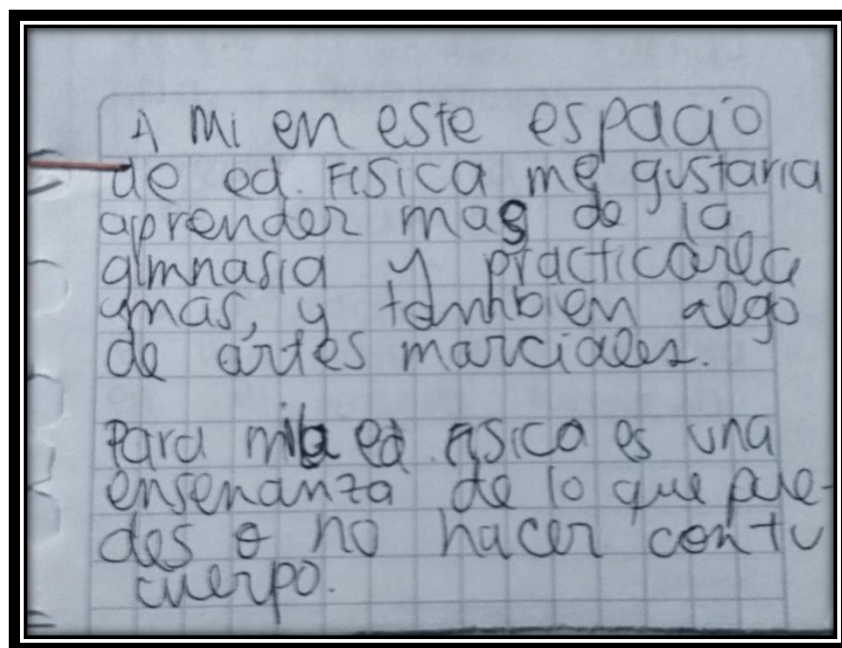 A mi en este espacio
de ed. Fisica me gustaria
aprender mas de la
gimnasia y practicarla
mas, y tambien algo
de artes marciales.
Para mi la ed. fisica es una
ensenanza de lo que pue-
des o no hacer con tu
cuerpo.